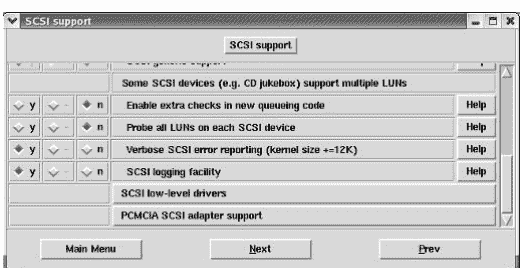 SCSI support
SCSI support
Some SCSI devices (e.g. CD jukebox) support multiple LUNs
y - n Enable extra checks in new queueing code Help
y - n Probe all LUNs on each SCSI device Help
y - n Verbose SCSI error reporting (kernel size +=12K) Help
y - n SCSI logging facility Help
SCSI low-level drivers
PCMCIA SCSI adapter support
Main Menu Next Prev